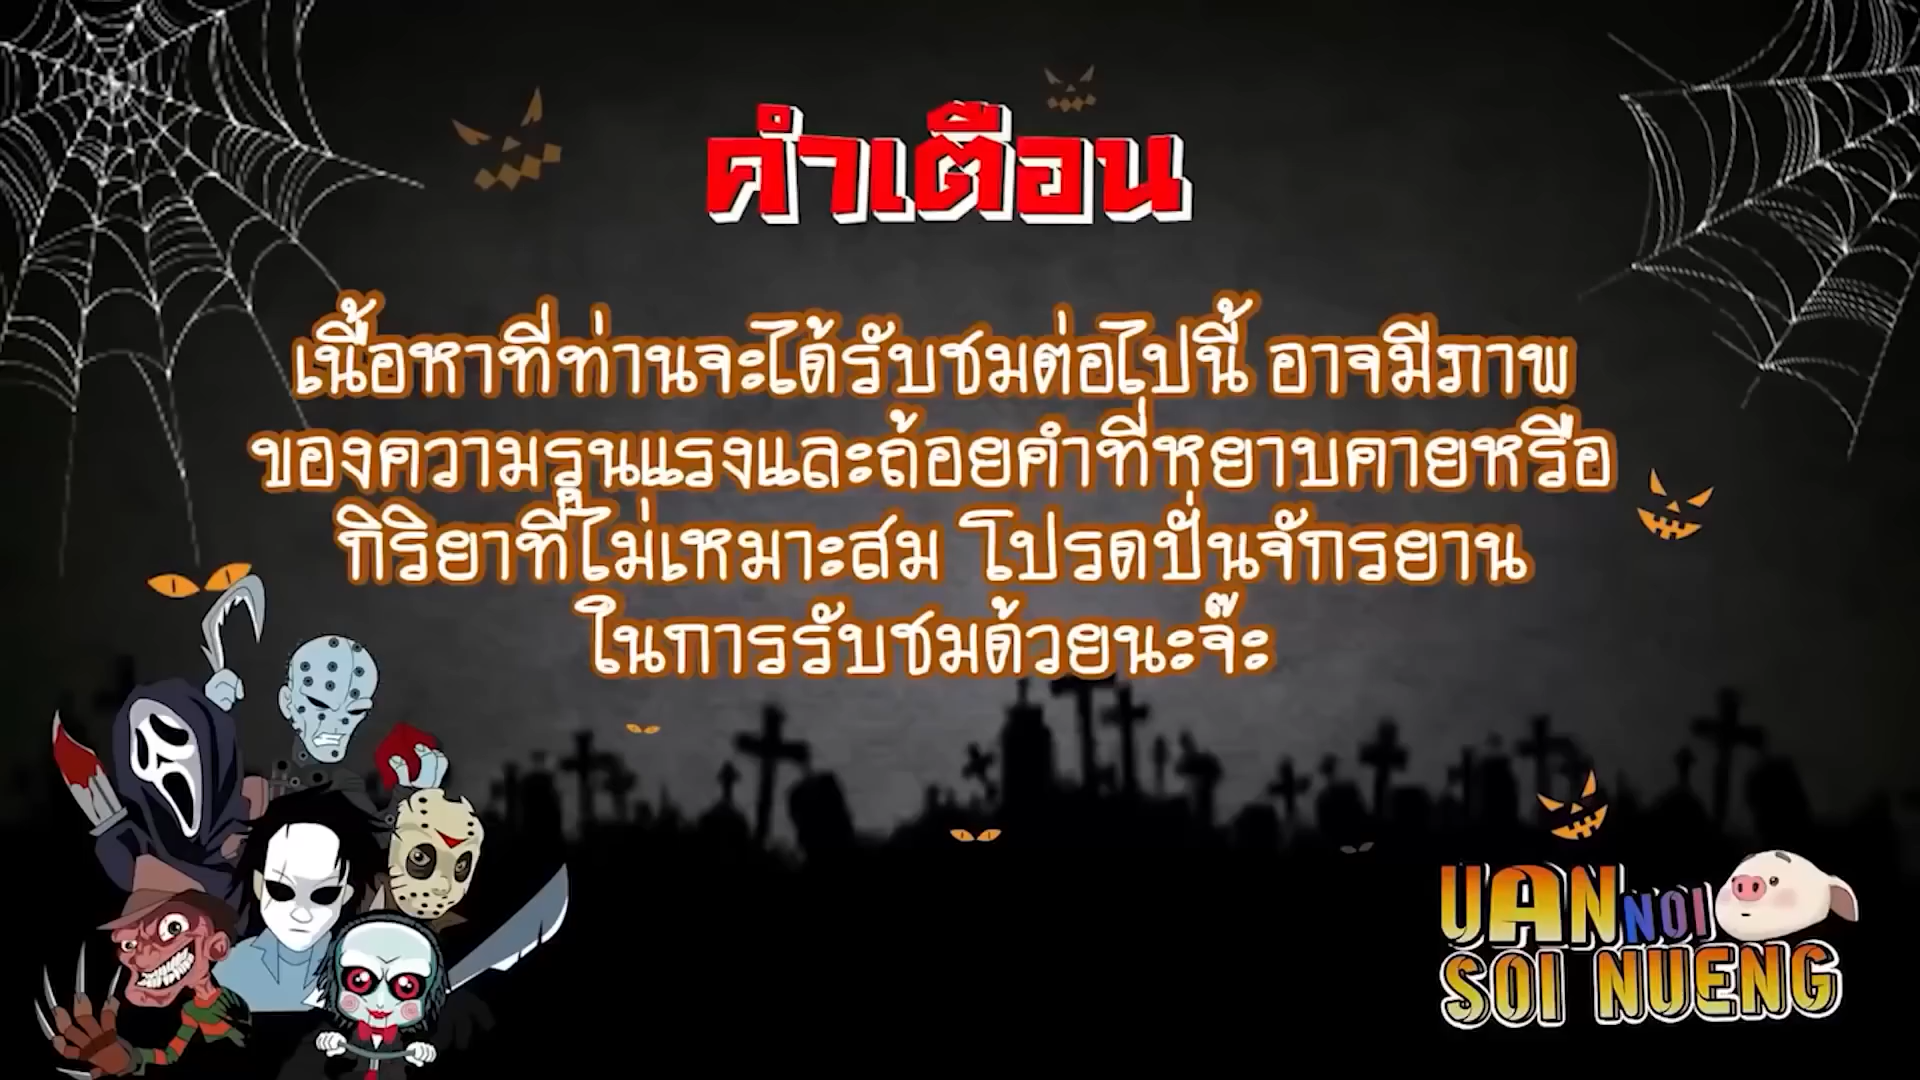 คำเตือน
เนื้อหาที่ท่านจะได้รับชมต่อไปนี้ อาจมีภาพ
ของความรุนแรงและถ้อยคำที่หยาบคายหรือ
กิริยาที่ไม่เหมาะสม โปรดปั่นจักรยาน
ในการรับชมด้วยนะจ๊ะ
UAN NOI
SOI NUENG